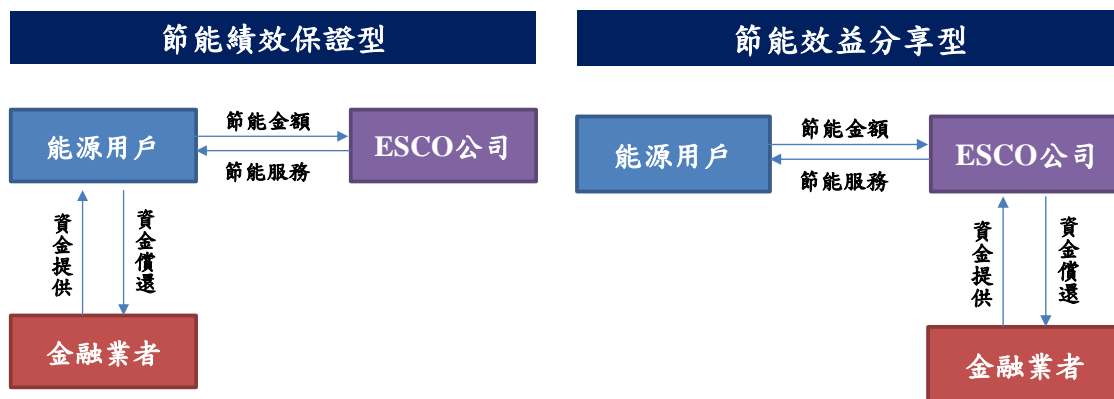 節能績效保證型
能源用戶
節能金額
節能服務
ESCO公司
資金提供
資金償還
金融業者
節能效益分享型
能源用戶
節能金額
節能服務
ESCO公司
資金提供
資金償還
金融業者